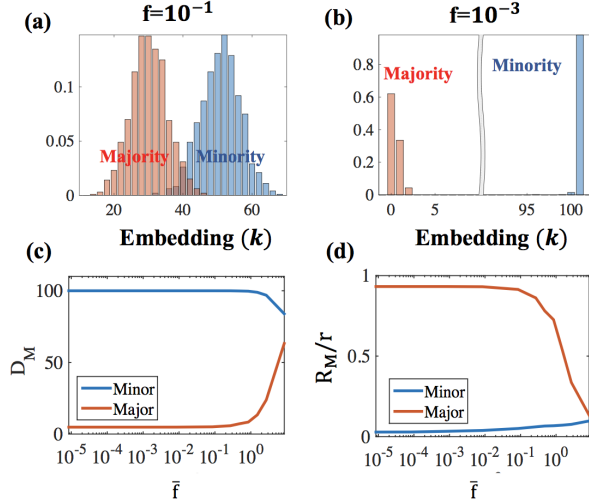 f=10⁻¹
f=10⁻³
(a)
(b)
0.1
0.05
0
Majority
Minority
20
40
60
Embedding (k)
0.8
0.6
0.4
0.2
0
Majority
Minority
0
5
95
100
Embedding (k)
(c)
(d)
100
50
0
D_M
Minor
Major
10⁻⁵ 10⁻⁴ 10⁻³ 10⁻² 10⁻¹ 10⁰ 10¹
f̄
1
0.5
0
R_M/r
Minor
Major
10⁻⁵ 10⁻⁴ 10⁻³ 10⁻² 10⁻¹ 10⁰ 10¹
f̄